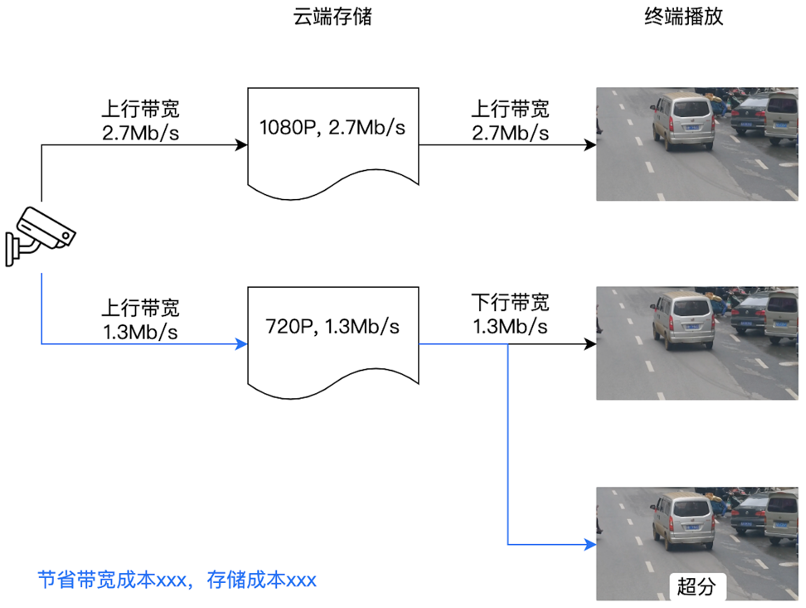 云端存储
终端播放
上行带宽
2.7Mb/s
1080P, 2.7Mb/s
上行带宽
2.7Mb/s
上行带宽
1.3Mb/s
720P, 1.3Mb/s
下行带宽
1.3Mb/s
超分
节省带宽成本xxx，存储成本xxx